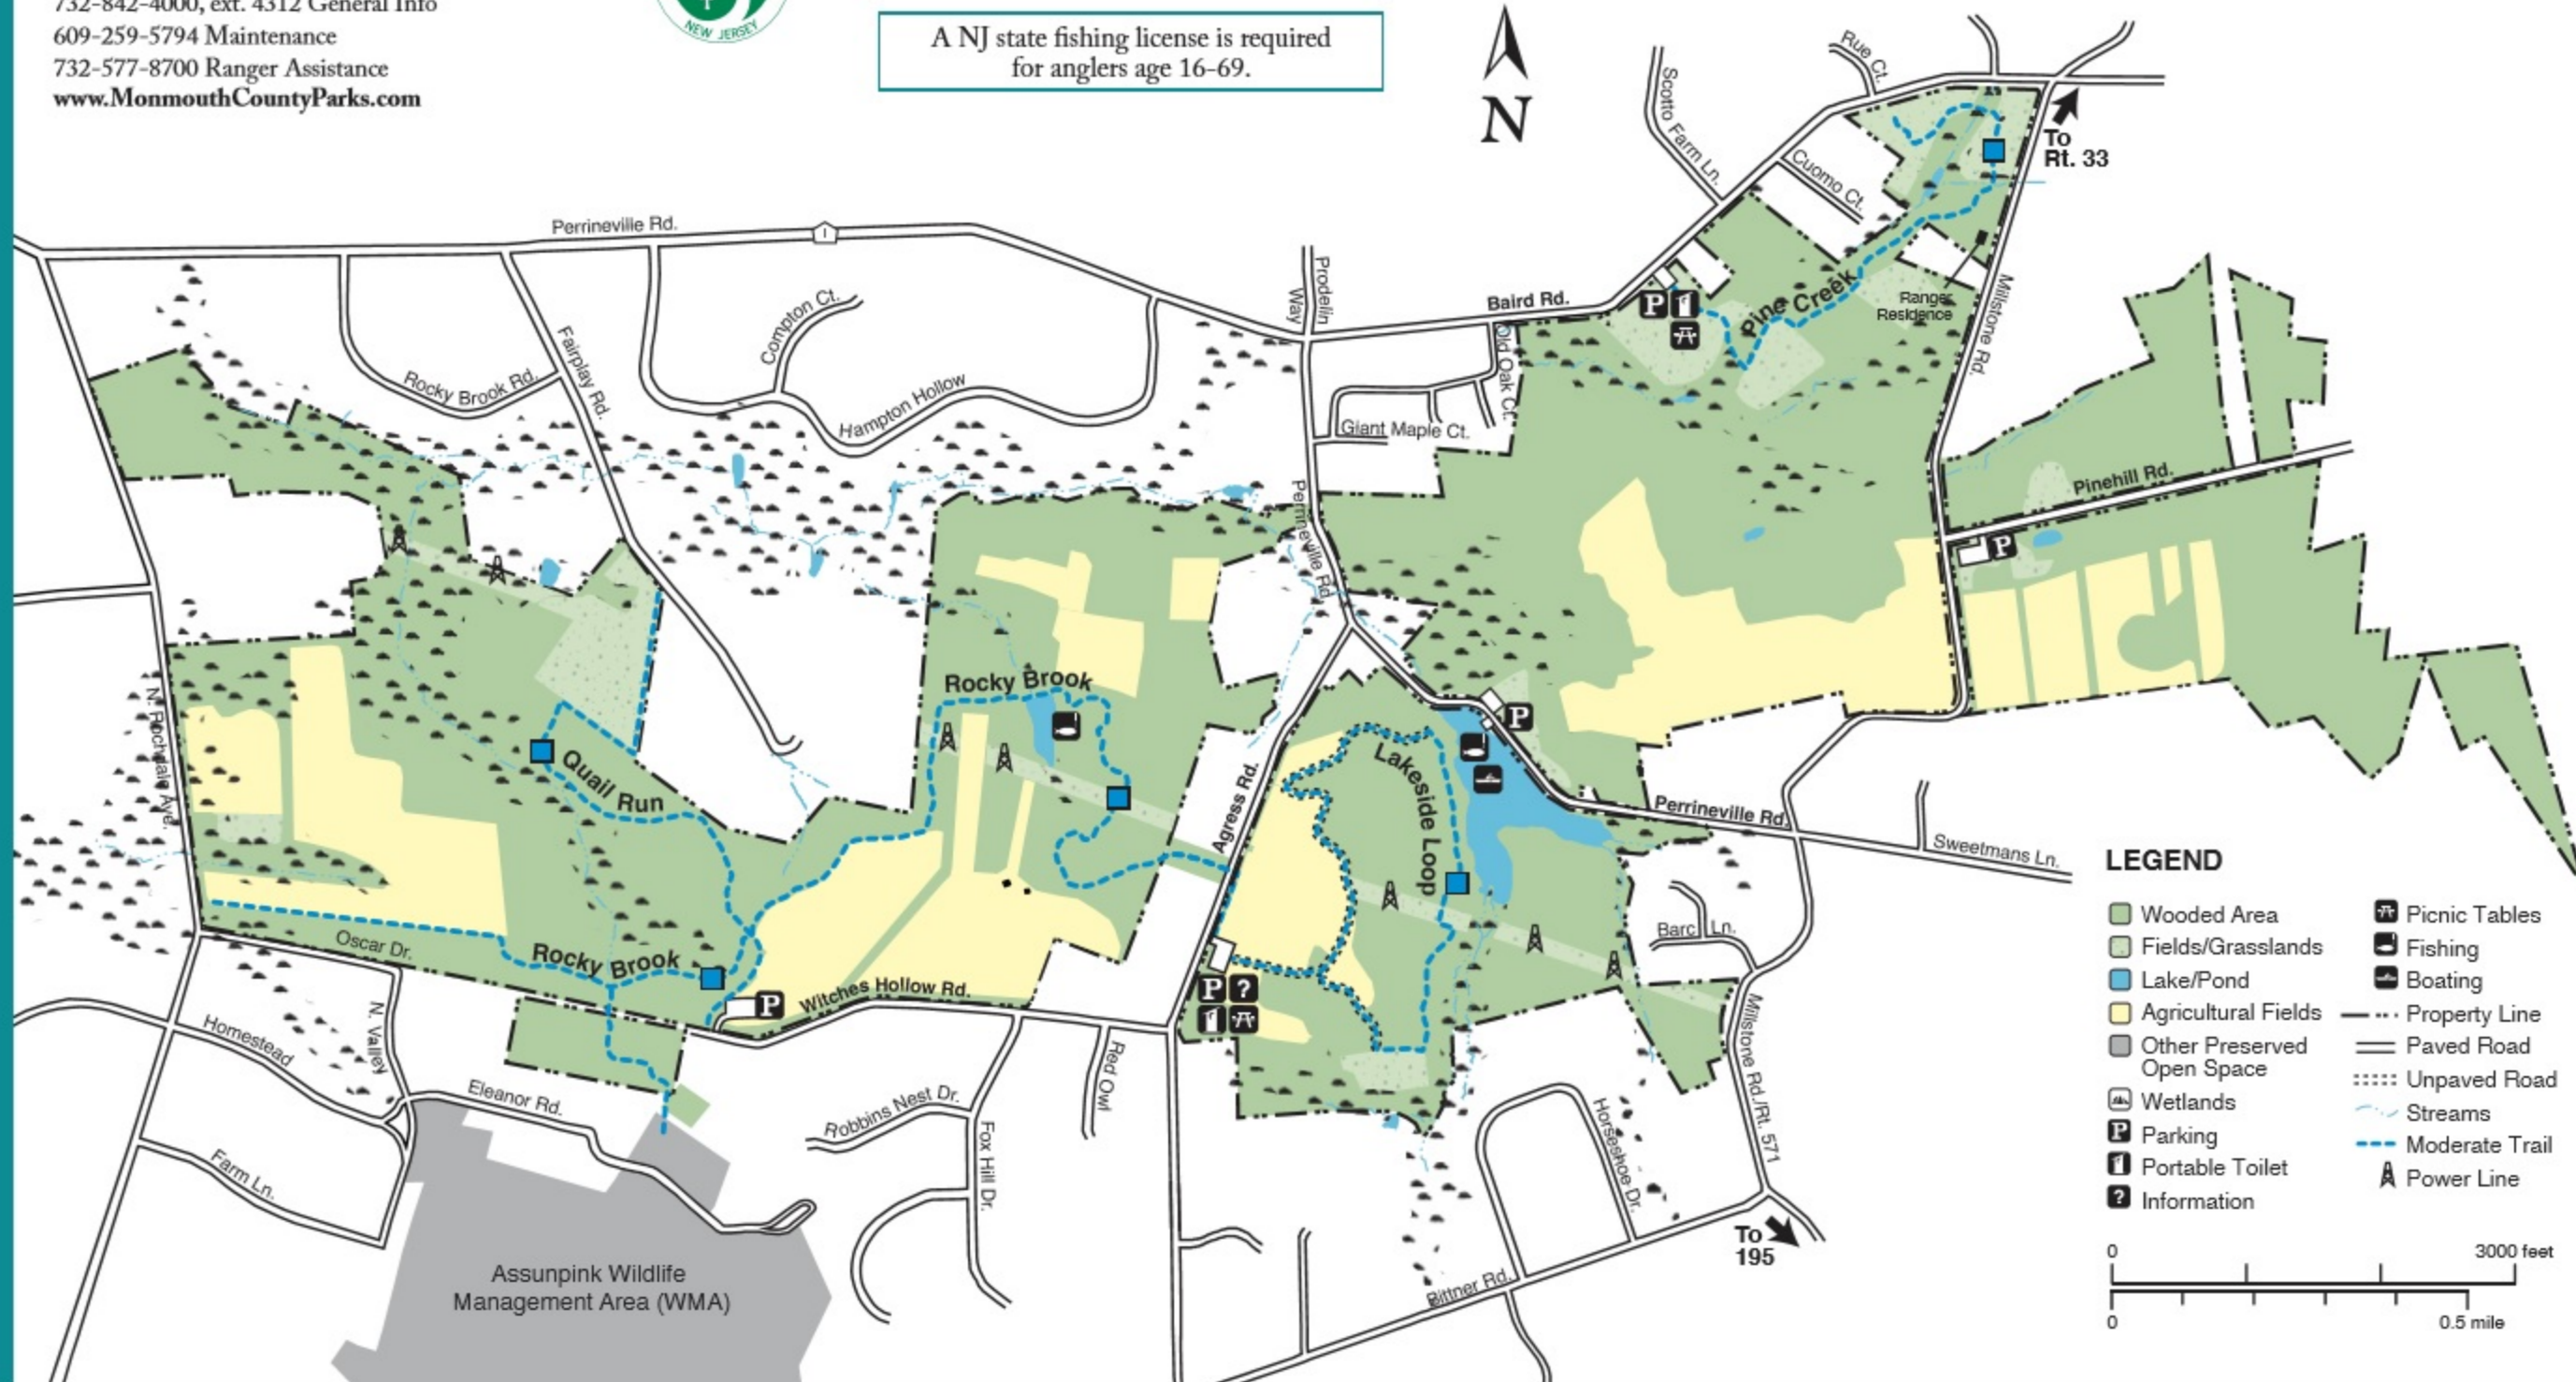 732-842-4000, ext. 4312 General Info
609-259-5794 Maintenance
732-577-8700 Ranger Assistance
www.MonmouthCountyParks.com
NEW JERSEY
A NJ state fishing license is required
for anglers age 16-69.
N
Rue Ct.
Scotto Farm Ln.
Cuomo Ct.
To
Rt. 33
Perrineville Rd.
1
Prodelin
Way
Baird Rd.
Pine Creek
Ranger
Residence
Millstone Rd.
Compton Ct.
Fairplay Rd.
Rocky Brook Rd.
Hampton Hollow
Old Oak Ct.
Giant Maple Ct.
Perrineville Rd.
Pinehill Rd.
P
P
N. Rochdale Ave.
Rocky Brook
Quail Run
Lakeside Loop
P
Agress Rd.
Perrineville Rd.
Sweetmans Ln.
Barc Ln.
Oscar Dr.
Rocky Brook
P
Witches Hollow Rd.
P ?
Homestead
N. Valley
Eleanor Rd.
Robbins Nest Dr.
Red Owl
Fox Hill Dr.
Horseshoe Dr.
Millstone Rd./Rt. 571
Farm Ln.
To
195
Bittner Rd.
Assunpink Wildlife
Management Area (WMA)
LEGEND
Wooded Area
Fields/Grasslands
Lake/Pond
Agricultural Fields
Other Preserved
Open Space
Wetlands
P Parking
Portable Toilet
? Information
Picnic Tables
Fishing
Boating
Property Line
Paved Road
Unpaved Road
Streams
Moderate Trail
Power Line
0 3000 feet
0 0.5 mile